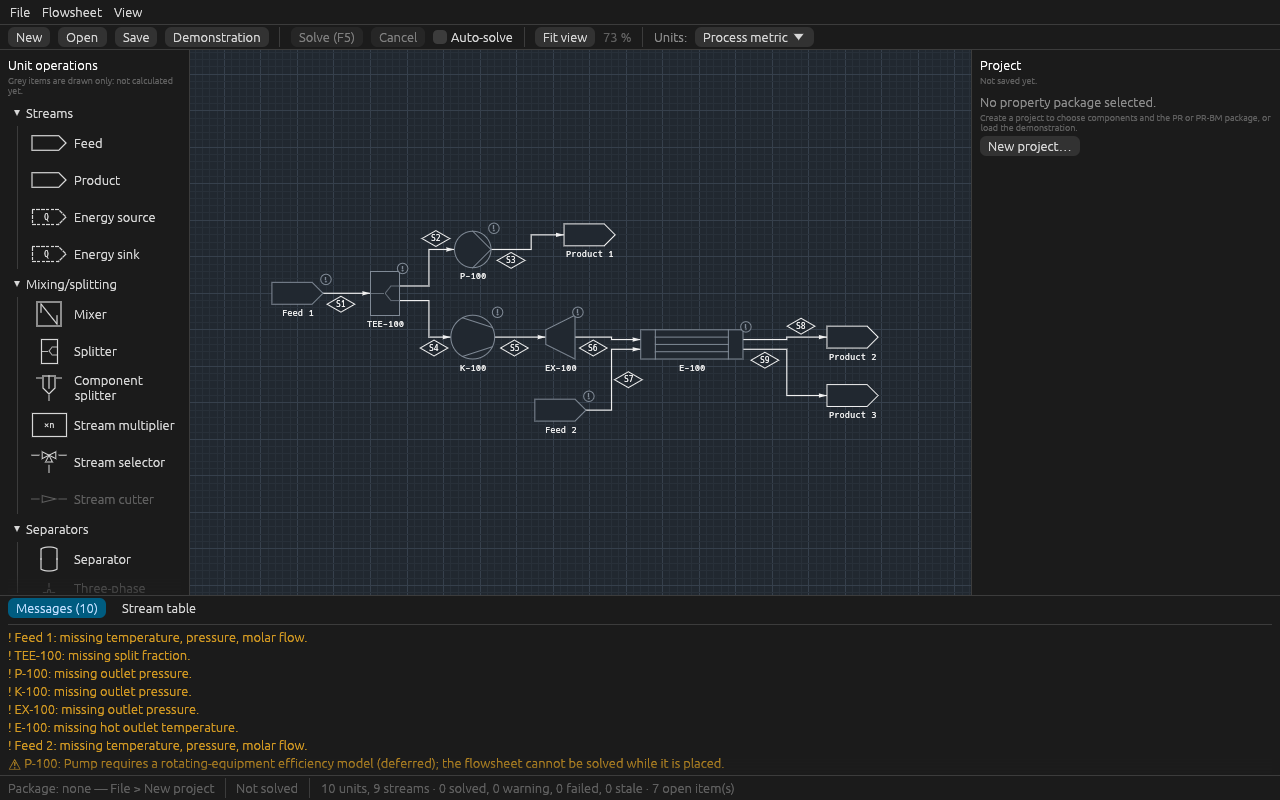 File Flowsheet View
New Open Save Demonstration Solve (F5) Cancel Auto-solve Fit view 73 % Units: Process metric
Unit operations
Grey items are drawn only: not calculated
yet.
Streams
Feed
Product
Q Energy source
Q Energy sink
Mixing/splitting
Mixer
Splitter
Component
splitter
×n Stream multiplier
Stream selector
Stream cutter
Separators
Separator
Three-phase
S2
P-100
S3
Product 1
Feed 1
S1
TEE-100
S4
K-100
S5
EX-100
S6
S7
Feed 2
E-100
S8
S9
Product 2
Product 3
Project
Not saved yet.
No property package selected.
Create a project to choose components and the PR or PR-BM package, or
load the demonstration.
New project…
Messages (10) Stream table
! Feed 1: missing temperature, pressure, molar flow.
! TEE-100: missing split fraction.
! P-100: missing outlet pressure.
! K-100: missing outlet pressure.
! EX-100: missing outlet pressure.
! E-100: missing hot outlet temperature.
! Feed 2: missing temperature, pressure, molar flow.
⚠ P-100: Pump requires a rotating-equipment efficiency model (deferred); the flowsheet cannot be solved while it is placed.
Package: none — File > New project Not solved 10 units, 9 streams · 0 solved, 0 warning, 0 failed, 0 stale · 7 open item(s)